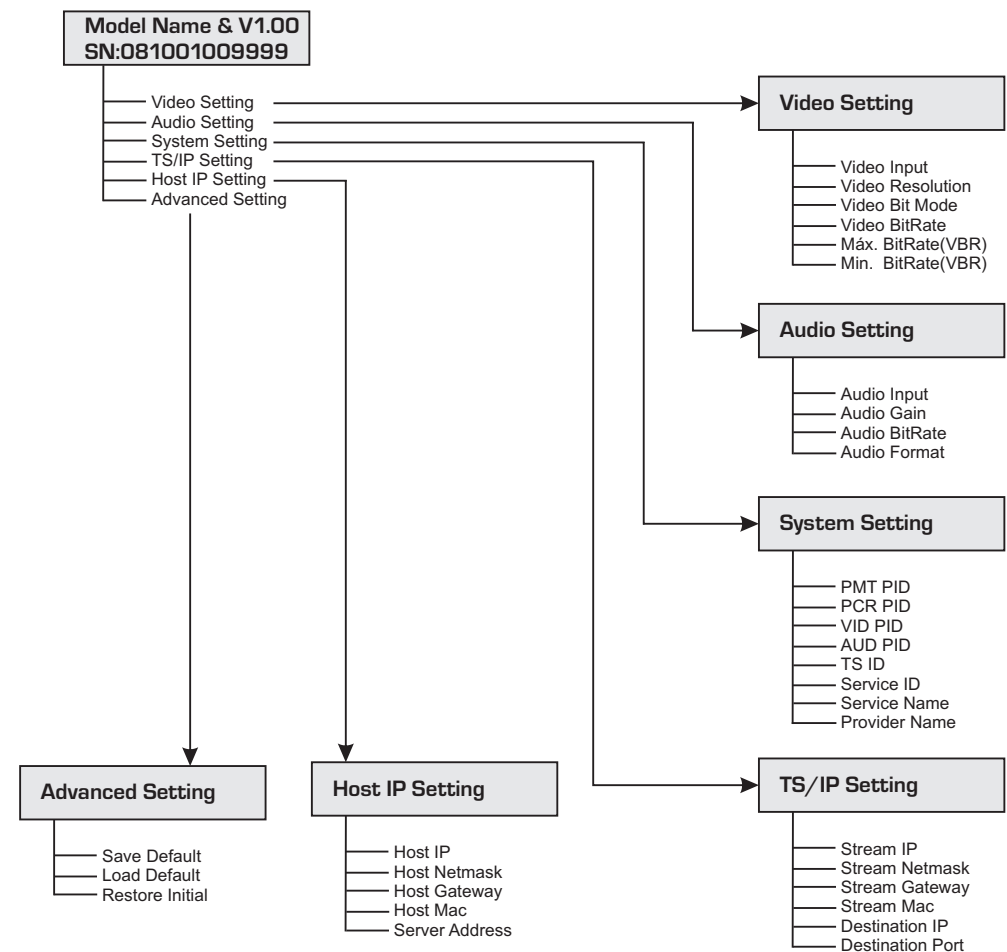 Model Name & V1.00
SN:081001009999
Video Setting
Audio Setting
System Setting
TS/IP Setting
Host IP Setting
Advanced Setting
Video Setting
Video Input
Video Resolution
Video Bit Mode
Video BitRate
Máx. BitRate(VBR)
Min. BitRate(VBR)
Audio Setting
Audio Input
Audio Gain
Audio BitRate
Audio Format
System Setting
PMT PID
PCR PID
VID PID
AUD PID
TS ID
Service ID
Service Name
Provider Name
Advanced Setting
Save Default
Load Default
Restore Initial
Host IP Setting
Host IP
Host Netmask
Host Gateway
Host Mac
Server Address
TS/IP Setting
Stream IP
Stream Netmask
Stream Gateway
Stream Mac
Destination IP
Destination Port